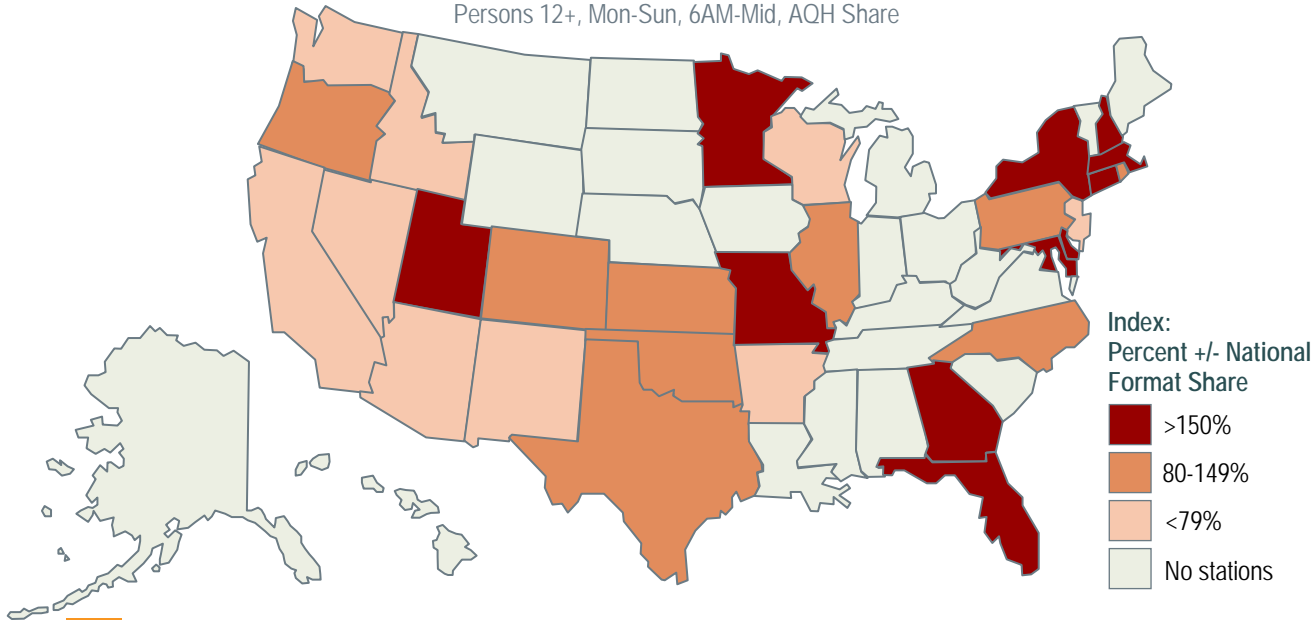 Persons 12+, Mon-Sun, 6AM-Mid, AQH Share
Index:
Percent +/- National
Format Share
>150%
80-149%
<79%
No stations